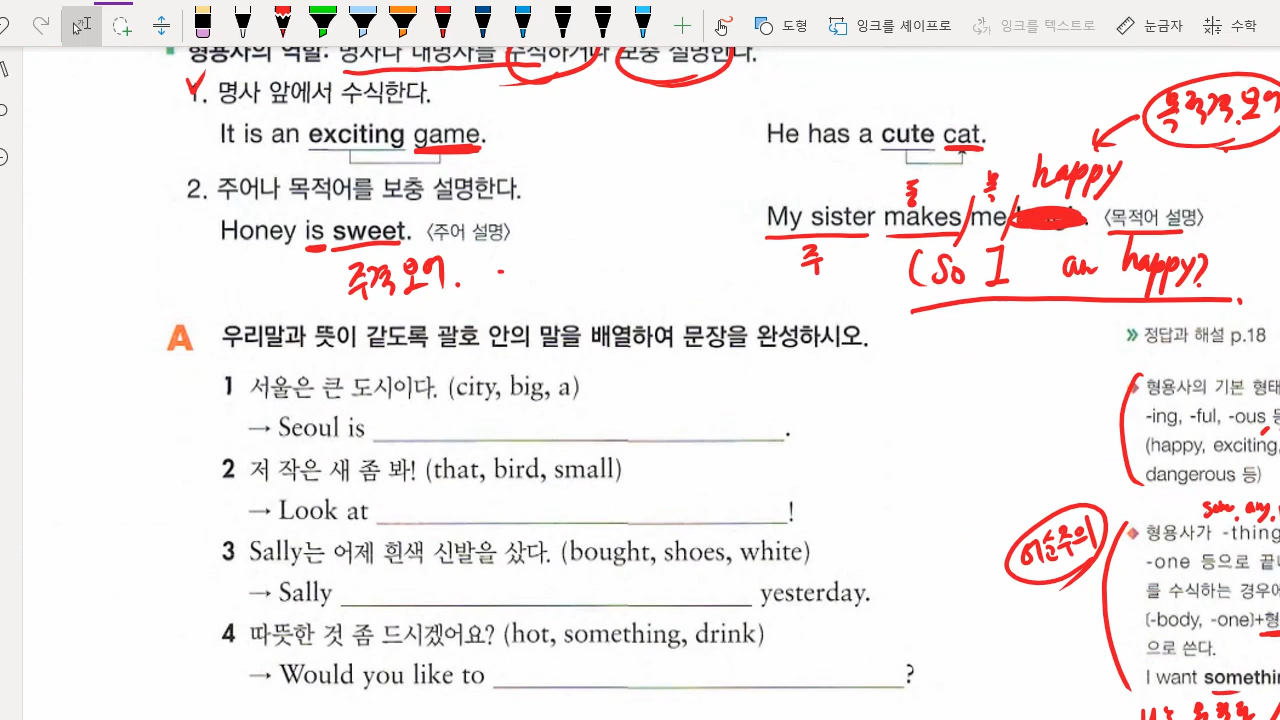 도형 잉크를 셰이프로 잉크를 텍스트로 눈금자 수학
형용사의 역할: 명사나 대명사를 수식하거나 보충 설명한다.
1. 명사 앞에서 수식한다.
It is an exciting game.
He has a cute cat.
목적격 보어
2. 주어나 목적어를 보충 설명한다.
happy
동 목
Honey is sweet. 〈주어 설명〉
My sister makes me . 〈목적어 설명〉
주격 보어.
주
(So I am happy?
A 우리말과 뜻이 같도록 괄호 안의 말을 배열하여 문장을 완성하시오.
정답과 해설 p.18
1 서울은 큰 도시이다. (city, big, a)
→ Seoul is .
2 저 작은 새 좀 봐! (that, bird, small)
→ Look at !
3 Sally는 어제 흰색 신발을 샀다. (bought, shoes, white)
→ Sally yesterday.
4 따뜻한 것 좀 드시겠어요? (hot, something, drink)
→ Would you like to ?
형용사의 기본 형태
-ing, -ful, -ous 등
(happy, exciting,
dangerous 등)
어순주의
형용사가 -thing
-one 등으로 끝나
를 수식하는 경우에
(-body, -one)+형
으로 쓴다.
I want somethin